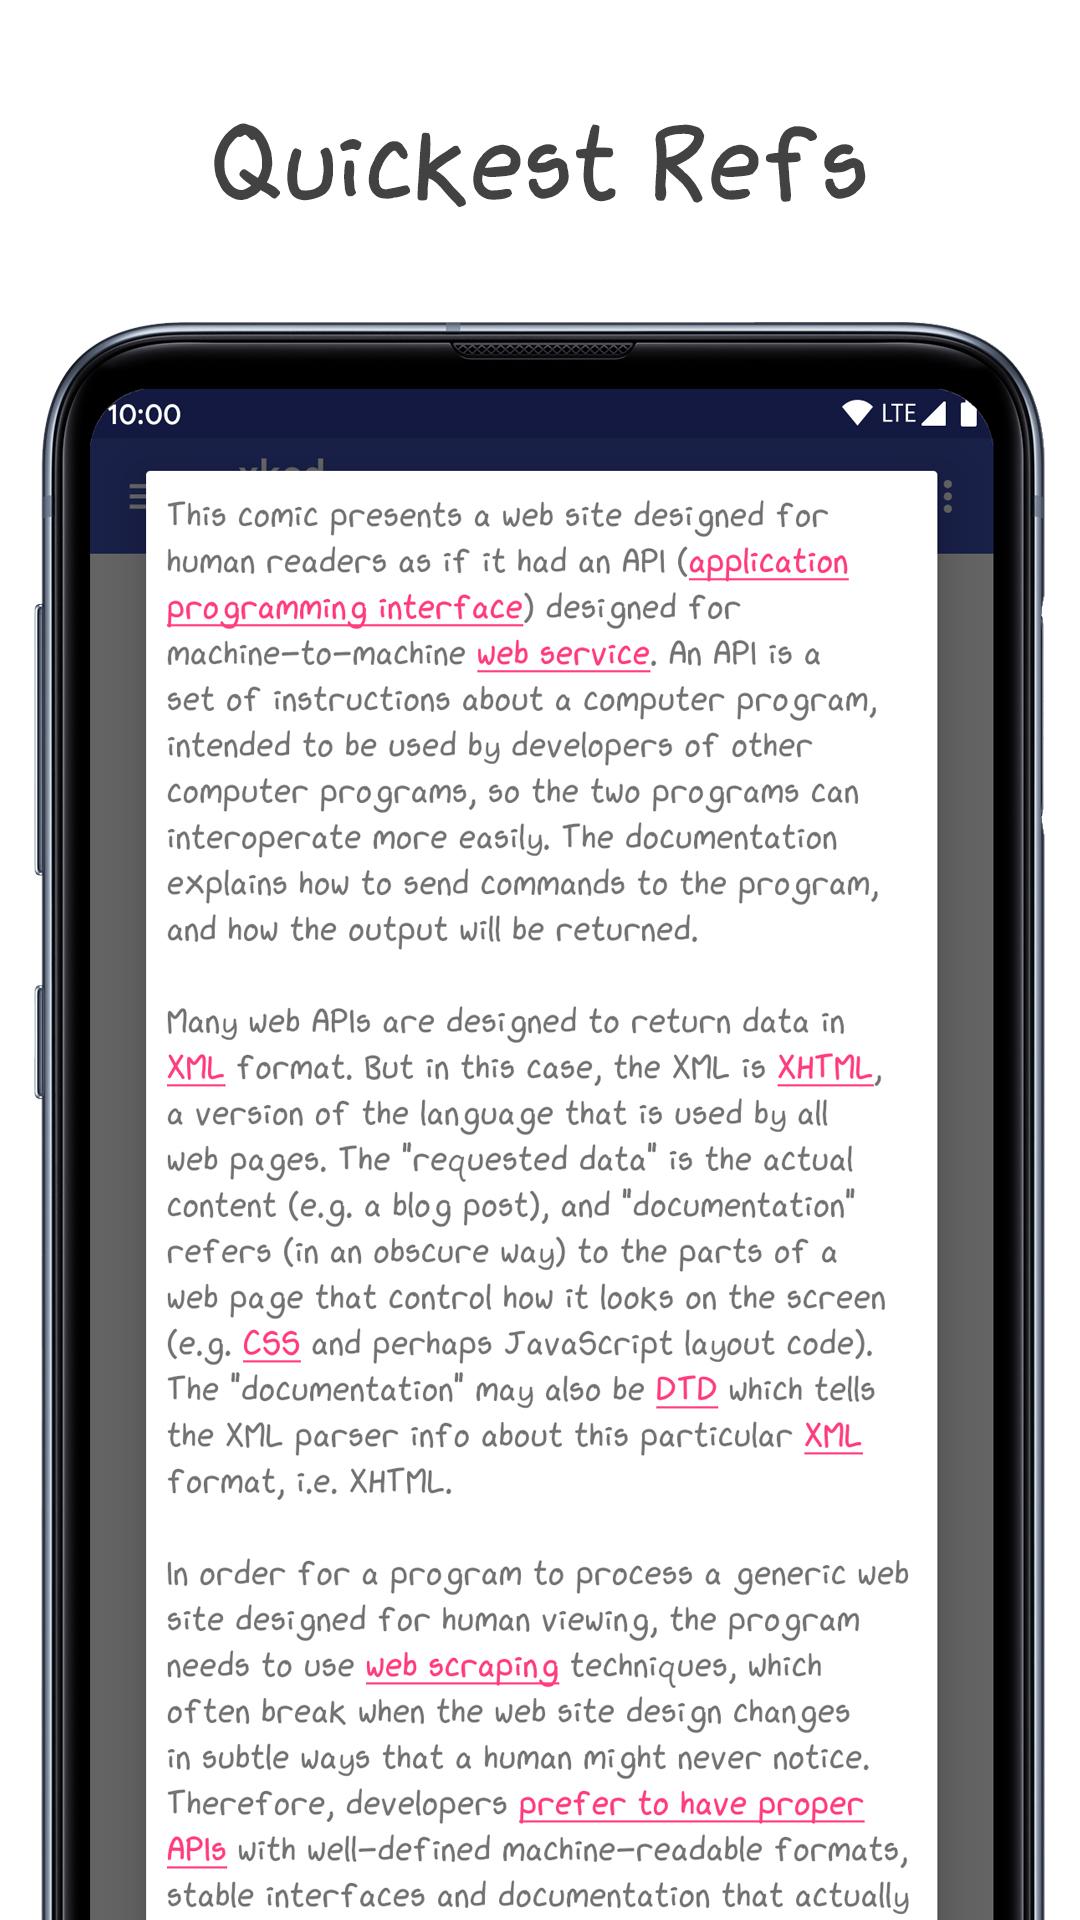 Quickest Refs
10:00
LTE
xkcd
This comic presents a web site designed for
human readers as if it had an API (application
programming interface) designed for
machine-to-machine web service. An API is a
set of instructions about a computer program,
intended to be used by developers of other
computer programs, so the two programs can
interoperate more easily. The documentation
explains how to send commands to the program,
and how the output will be returned.
Many web APIs are designed to return data in
XML format. But in this case, the XML is XHTML,
a version of the language that is used by all
web pages. The "requested data" is the actual
content (e.g. a blog post), and "documentation"
refers (in an obscure way) to the parts of a
web page that control how it looks on the screen
(e.g. CSS and perhaps JavaScript layout code).
The "documentation" may also be DTD which tells
the XML parser info about this particular XML
format, i.e. XHTML.
In order for a program to process a generic web
site designed for human viewing, the program
needs to use web scraping techniques, which
often break when the web site design changes
in subtle ways that a human might never notice.
Therefore, developers prefer to have proper
APIs with well-defined machine-readable formats,
stable interfaces and documentation that actually